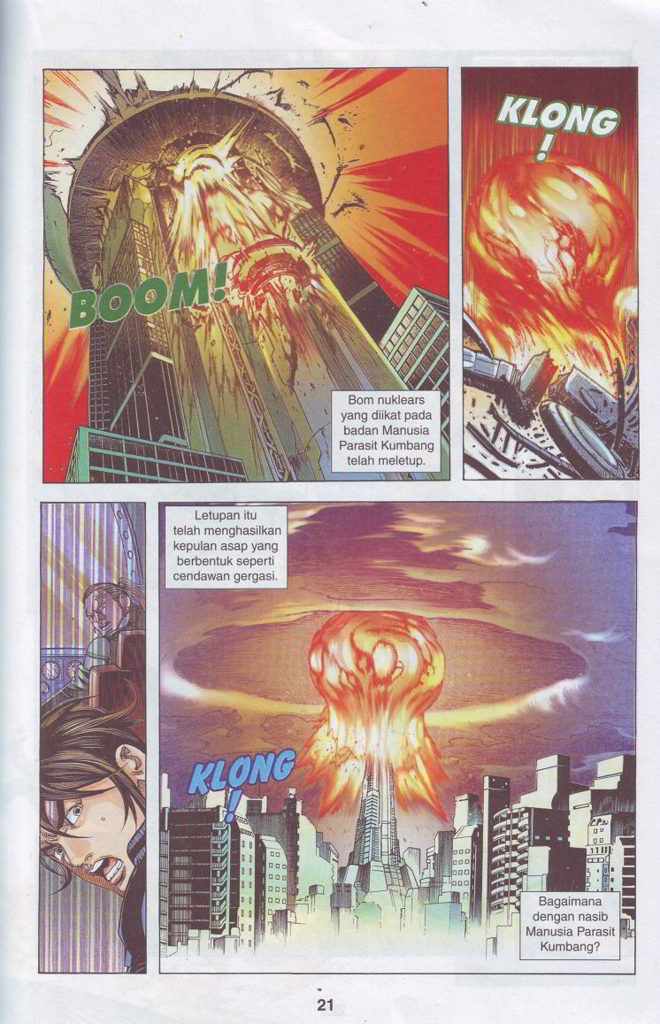 BOOM!
Bom nuklears
yang diikat pada
badan Manusia
Parasit Kumbang
telah meletup.
KLONG
!
Letupan itu
telah menghasilkan
kepulan asap yang
berbentuk seperti
cendawan gergasi.
KLONG
!
Bagaimana
dengan nasib
Manusia Parasit
Kumbang?
21